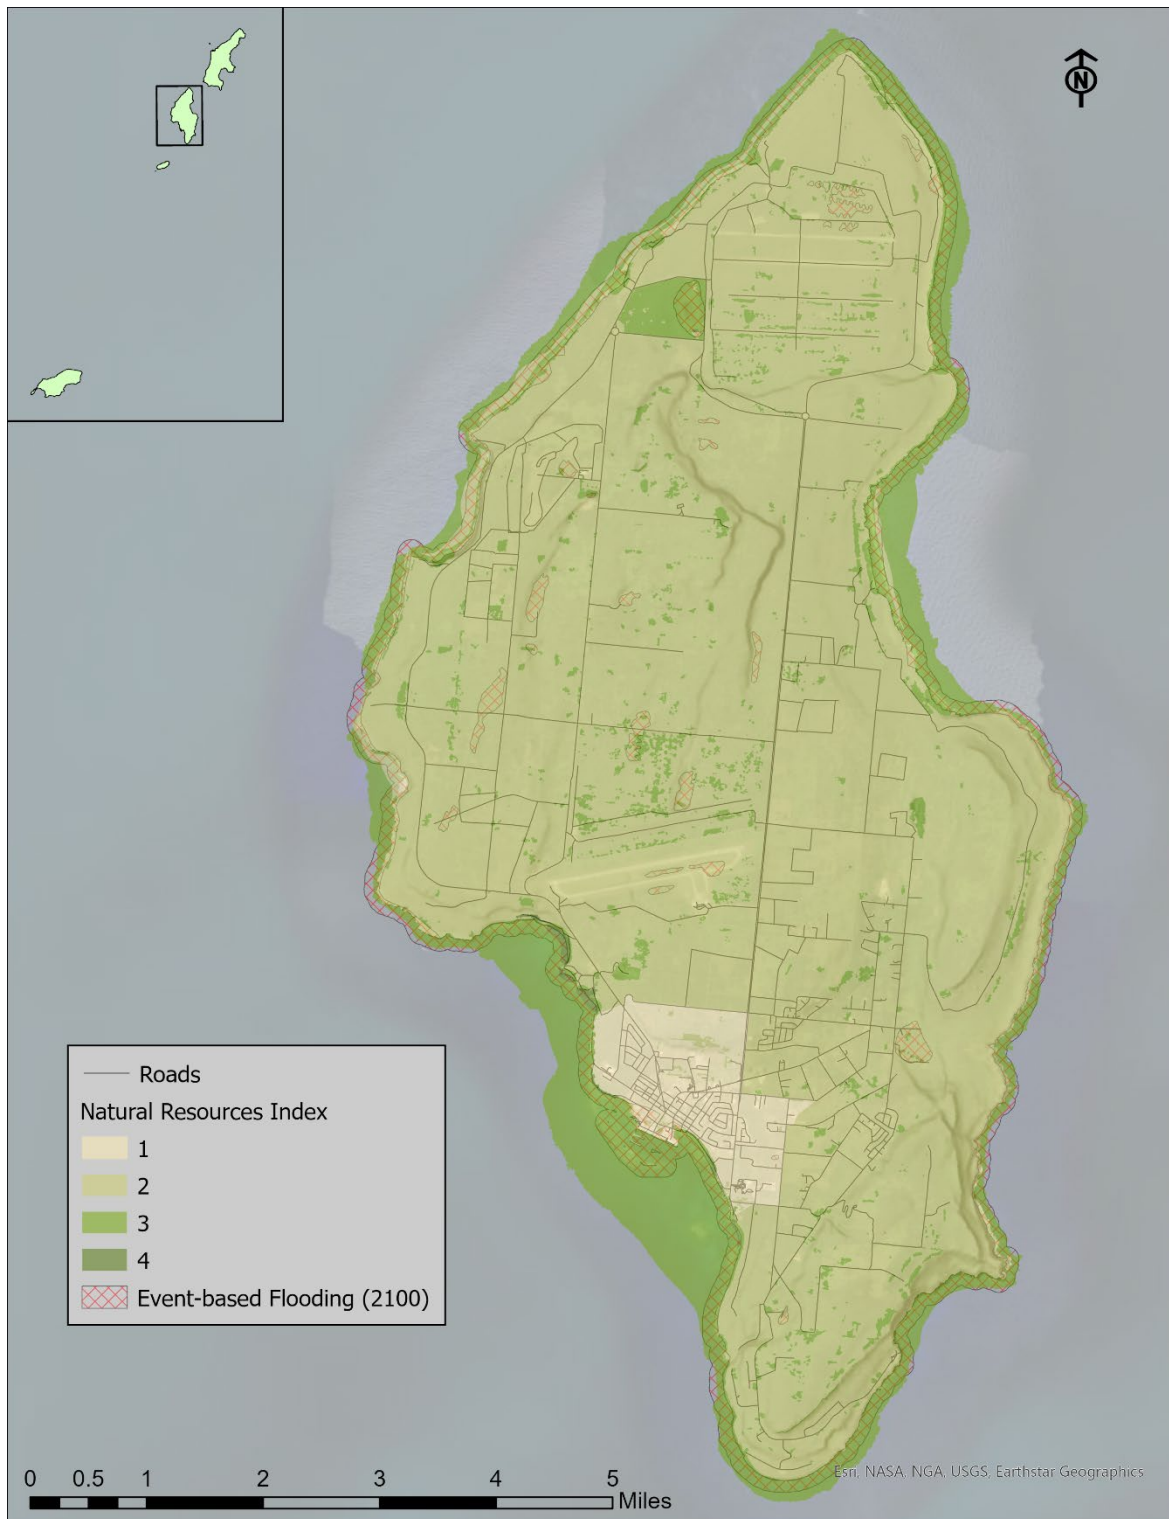 N
Roads
Natural Resources Index
1
2
3
4
Event-based Flooding (2100)
0 0.5 1 2 3 4 5
Miles
Esri, NASA, NGA, USGS, Earthstar Geographics